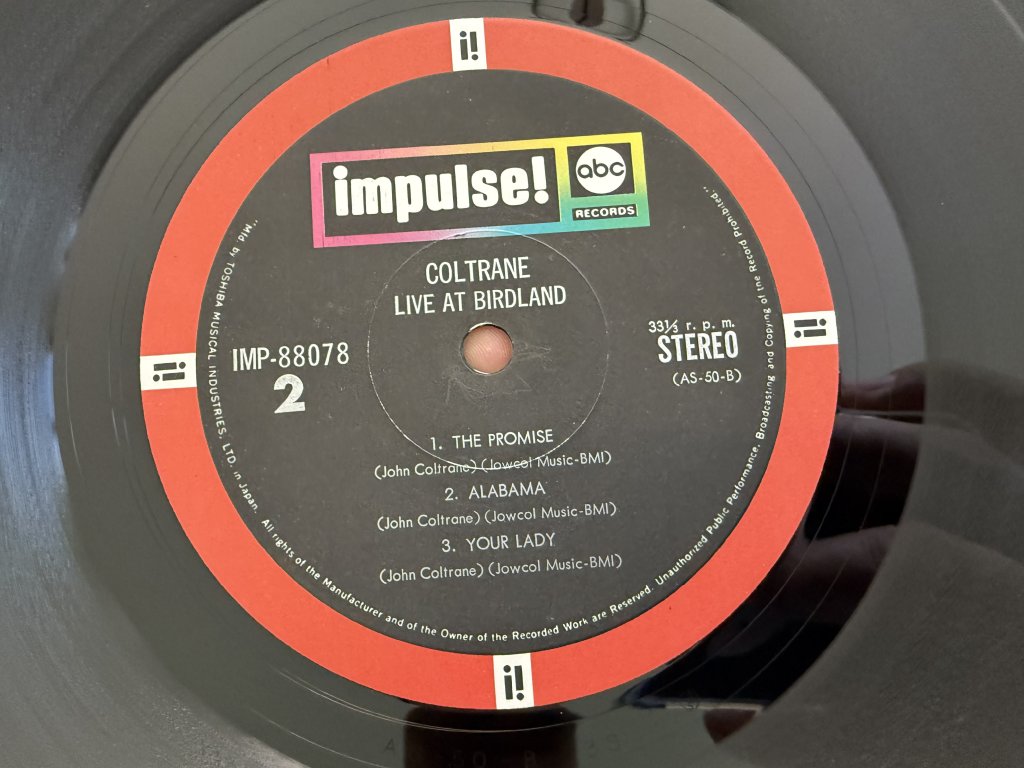 i!
impulse!
abc
RECORDS
COLTRANE
LIVE AT BIRDLAND
IMP-88078
2
33⅓ r. p. m.
STEREO
(AS-50-B)
i!
i!
1. THE PROMISE
(John Coltrane) (Jowcol Music-BMI)
2. ALABAMA
(John Coltrane) (Jowcol Music-BMI)
3. YOUR LADY
(John Coltrane) (Jowcol Music-BMI)
"Mfd by TOSHIBA MUSICAL INDUSTRIES, LTD. in Japan. All rights of the Manufacturer and of the Owner of the Recorded Work are Reserved. Unauthorized Public Performance, Broadcasting and Copying of the Record Prohibited."
i!